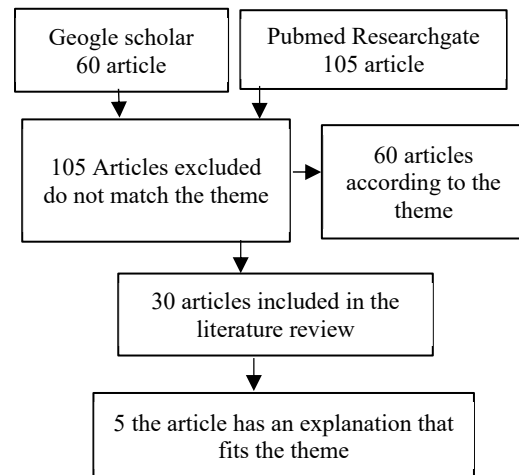 Geogle scholar
60 article
Pubmed Researchgate
105 article
105 Articles excluded
do not match the theme
60 articles
according to the
theme
30 articles included in the
literature review
5 the article has an explanation that
fits the theme